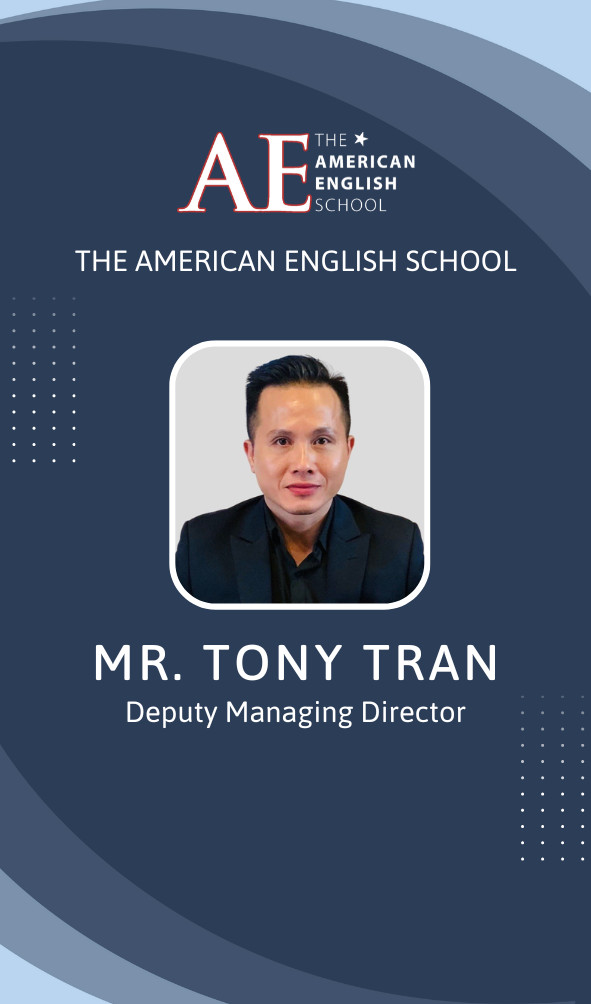 AE
THE
AMERICAN
ENGLISH
SCHOOL
THE AMERICAN ENGLISH SCHOOL
MR. TONY TRAN
Deputy Managing Director